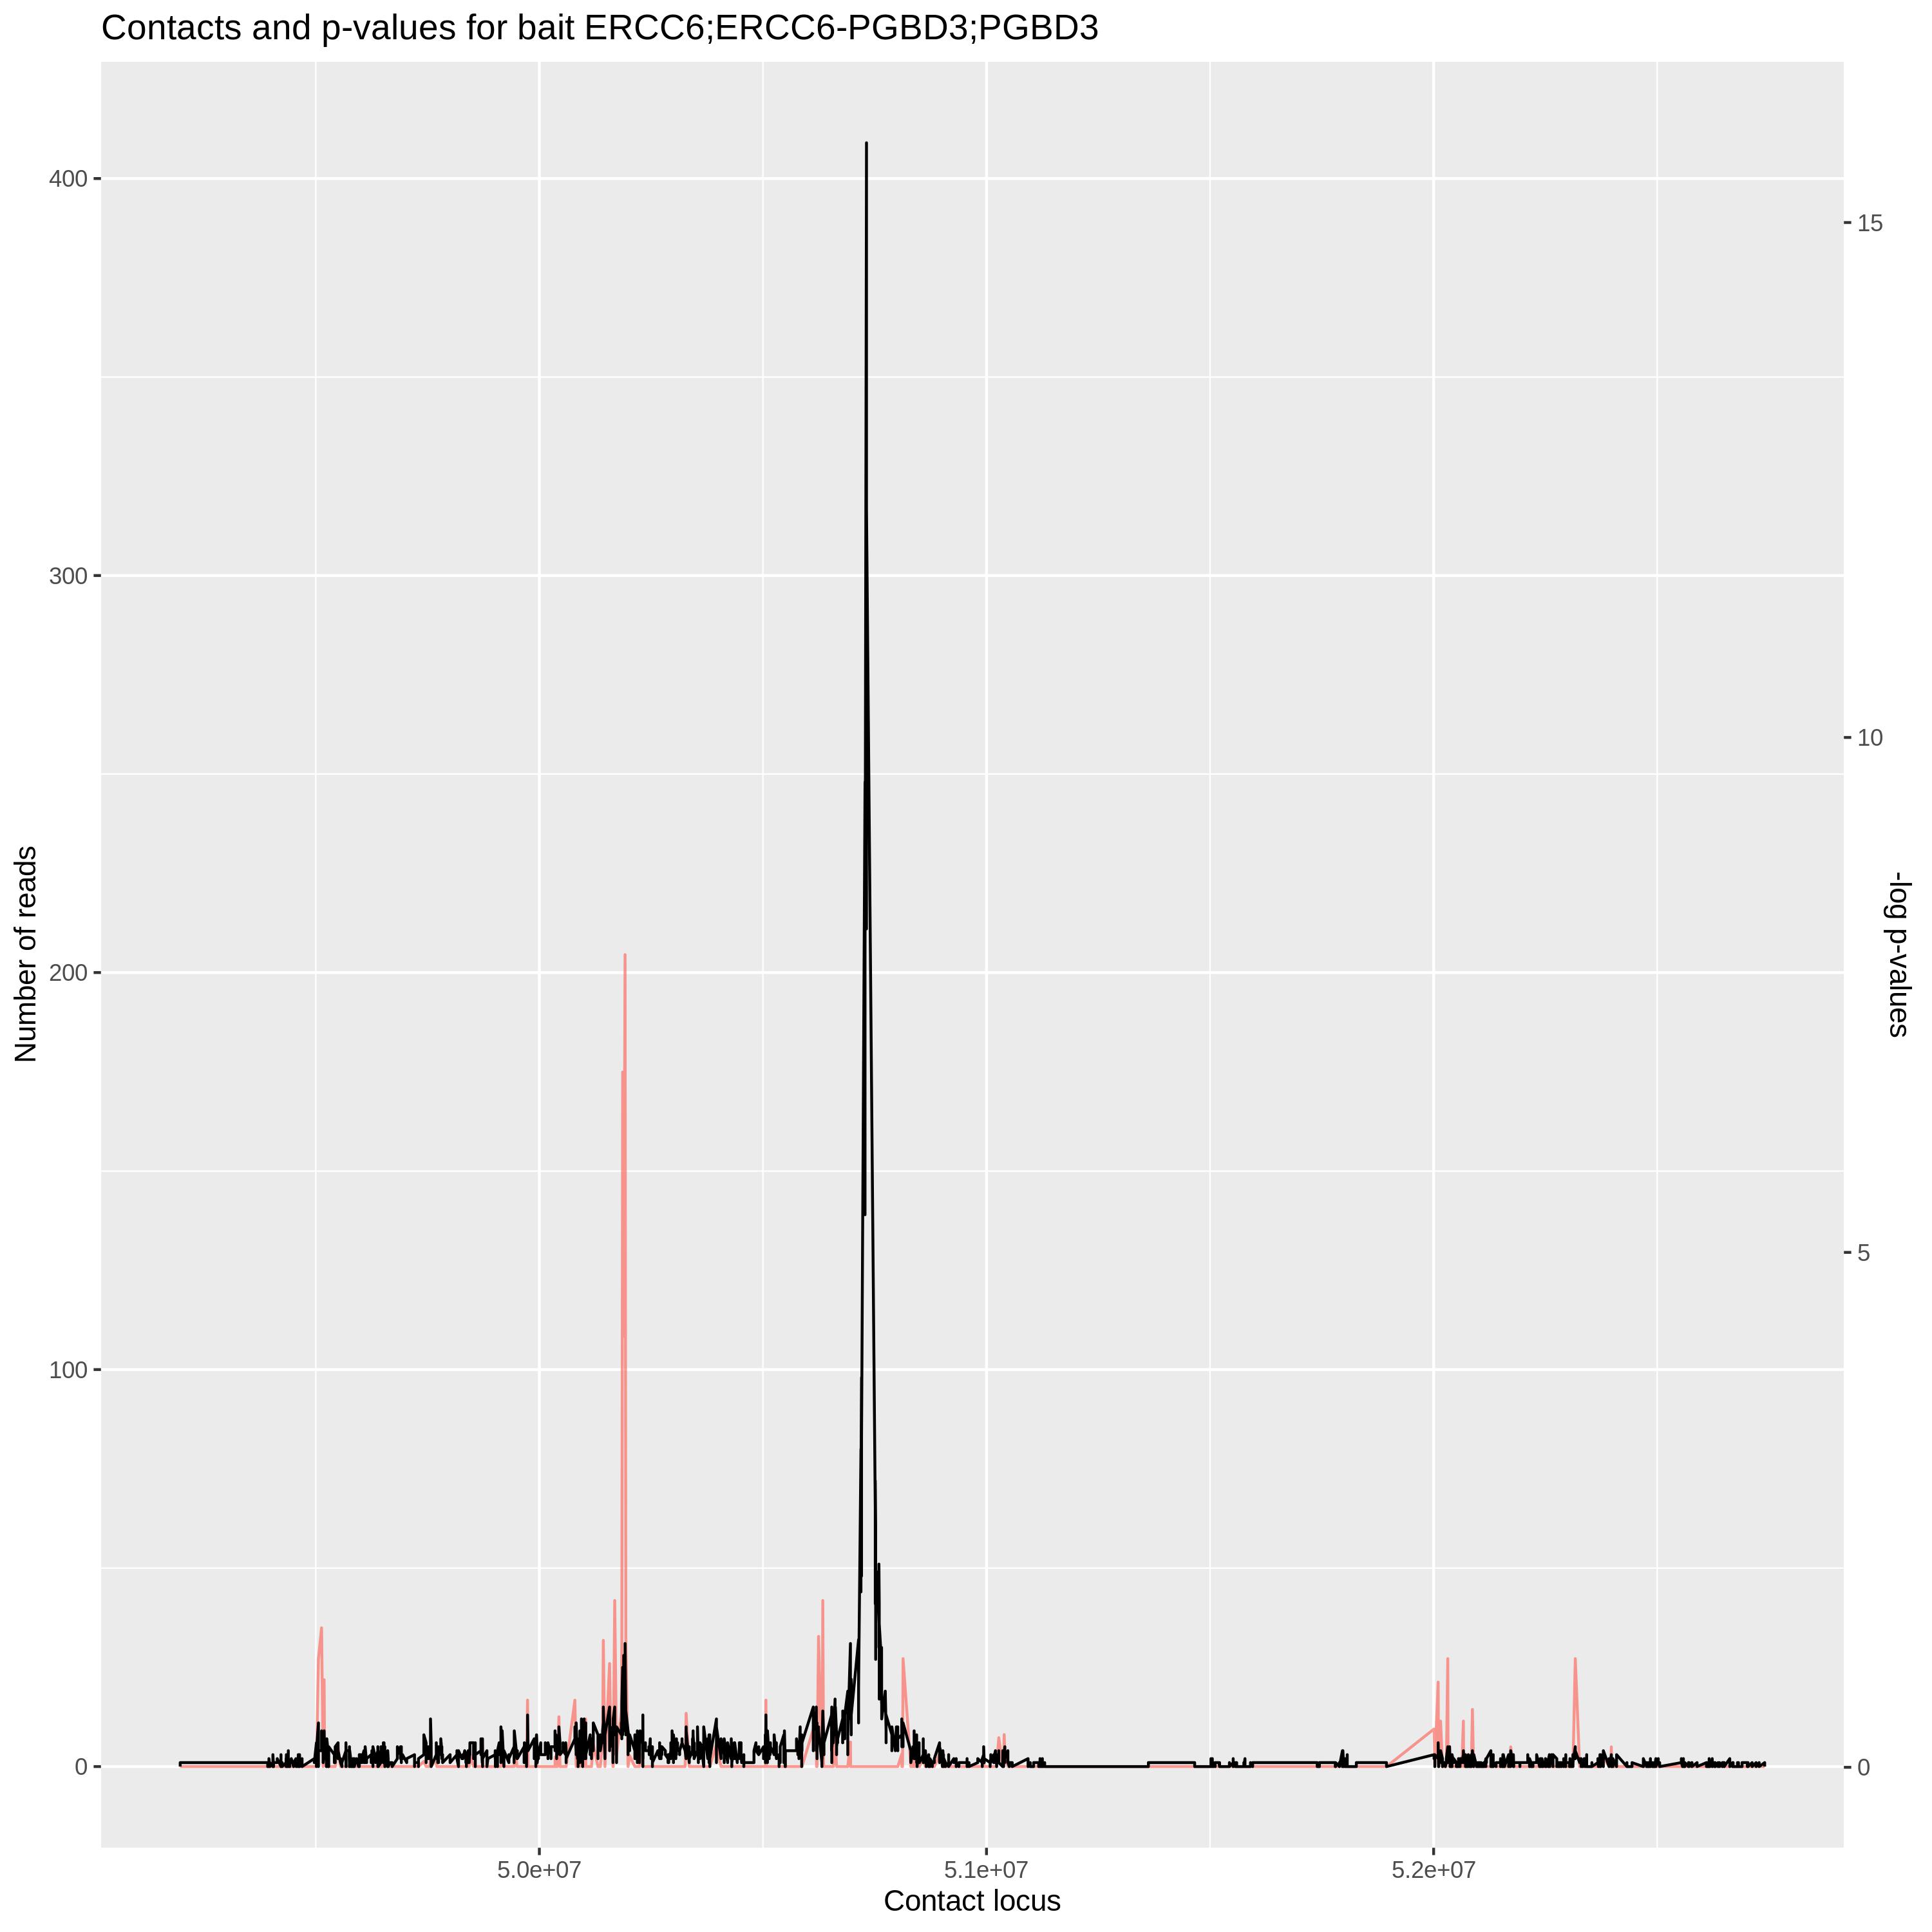 Contacts and p-values for bait ERCC6;ERCC6-PGBD3;PGBD3
400
300
200
100
0
Number of reads
15
10
5
0
-log p-values
5.0e+07
5.1e+07
5.2e+07
Contact locus